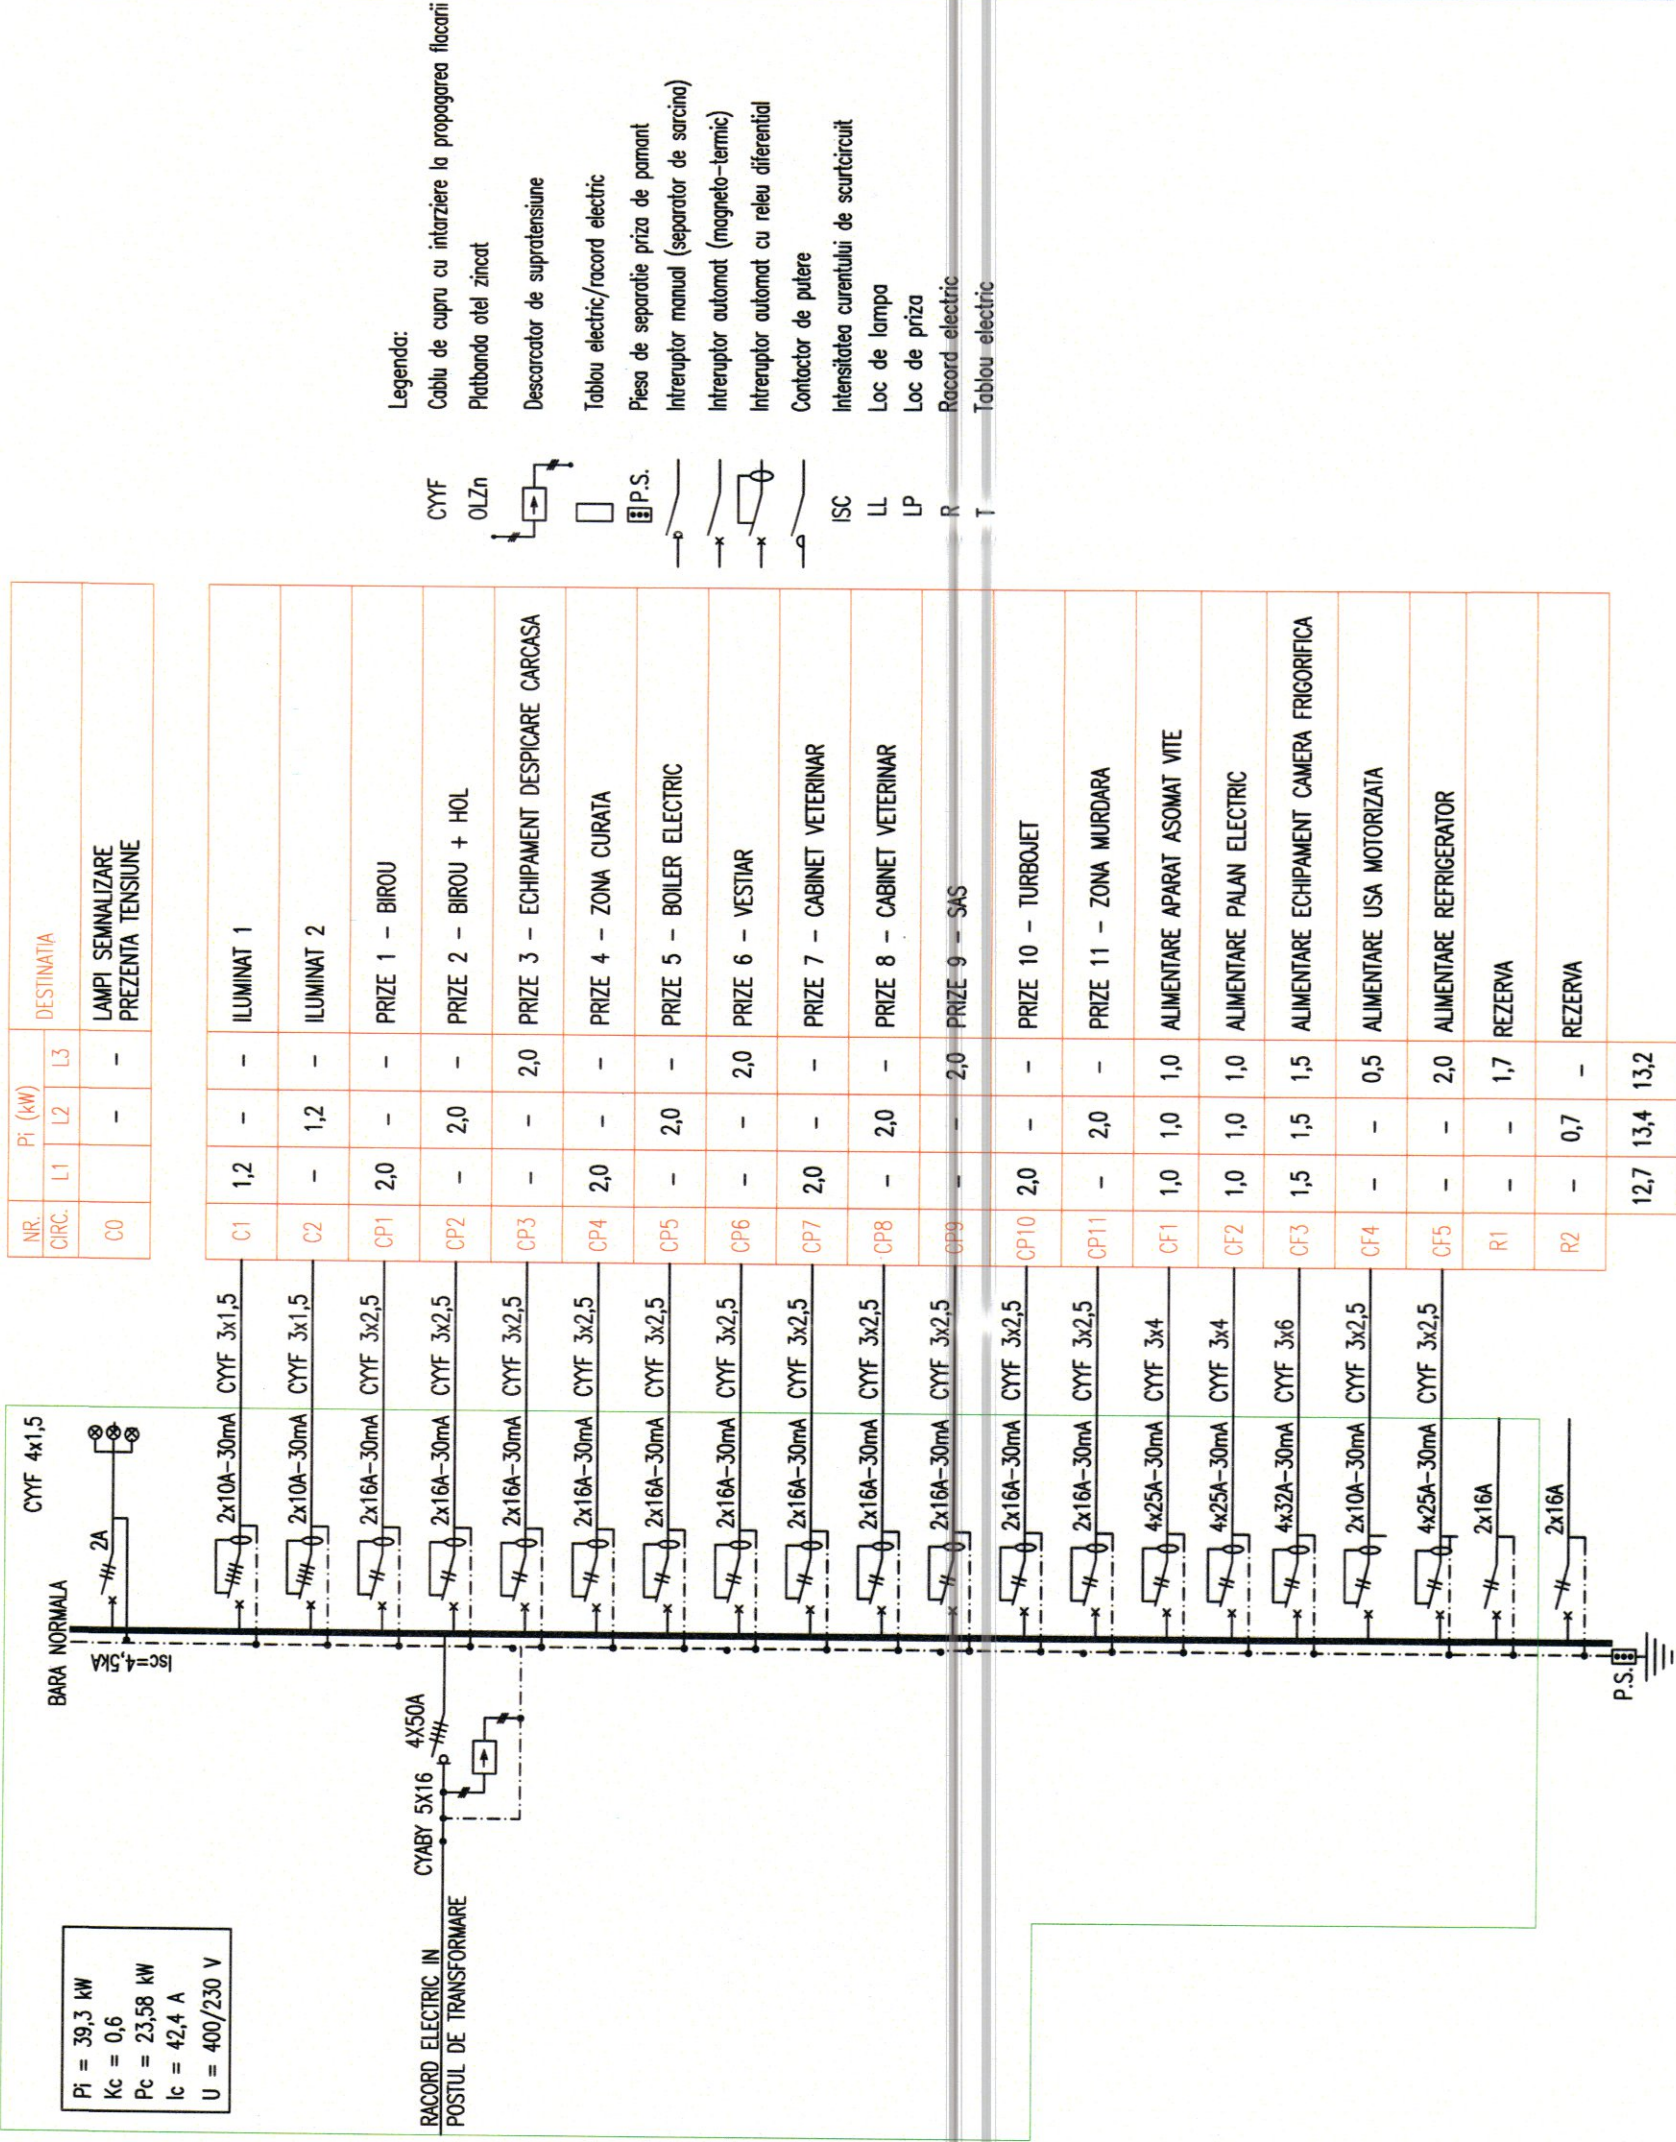 Pi = 39,3 kW
Kc = 0,6
Pc = 23,58 kW
Ic = 42,4 A
U = 400/230 V
RACORD ELECTRIC IN
POSTUL DE TRANSFORMARE
CYABY 5X16
4X50A
BARA NORMALA
Isc=4,5kA
P.S.
2A
CYYF 4x1,5
2x10A-30mA CYYF 3x1,5
2x10A-30mA CYYF 3x1,5
2x16A-30mA CYYF 3x2,5
2x16A-30mA CYYF 3x2,5
2x16A-30mA CYYF 3x2,5
2x16A-30mA CYYF 3x2,5
2x16A-30mA CYYF 3x2,5
2x16A-30mA CYYF 3x2,5
2x16A-30mA CYYF 3x2,5
2x16A-30mA CYYF 3x2,5
2x16A-30mA CYYF 3x2,5
2x16A-30mA CYYF 3x2,5
2x16A-30mA CYYF 3x2,5
4x25A-30mA CYYF 3x4
4x25A-30mA CYYF 3x4
4x32A-30mA CYYF 3x6
2x10A-30mA CYYF 3x2,5
4x25A-30mA CYYF 3x2,5
2x16A
2x16A
NR. Pi (kW) DESTINATIA
CIRC. L1 L2 L3
C0 - - LAMPI SEMNALIZARE
PREZENTA TENSIUNE
C1 1,2 - - ILUMINAT 1
C2 - 1,2 - ILUMINAT 2
CP1 2,0 - - PRIZE 1 - BIROU
CP2 - 2,0 - PRIZE 2 - BIROU + HOL
CP3 - - 2,0 PRIZE 3 - ECHIPAMENT DESPICARE CARCASA
CP4 2,0 - - PRIZE 4 - ZONA CURATA
CP5 - 2,0 - PRIZE 5 - BOILER ELECTRIC
CP6 - - 2,0 PRIZE 6 - VESTIAR
CP7 2,0 - - PRIZE 7 - CABINET VETERINAR
CP8 - 2,0 - PRIZE 8 - CABINET VETERINAR
CP9 - - 2,0 PRIZE 9 - SAS
CP10 2,0 - - PRIZE 10 - TURBOJET
CP11 - 2,0 - PRIZE 11 - ZONA MURDARA
CF1 1,0 1,0 1,0 ALIMENTARE APARAT ASOMAT VITE
CF2 1,0 1,0 1,0 ALIMENTARE PALAN ELECTRIC
CF3 1,5 1,5 1,5 ALIMENTARE ECHIPAMENT CAMERA FRIGORIFICA
CF4 - - 0,5 ALIMENTARE USA MOTORIZATA
CF5 - - 2,0 ALIMENTARE REFRIGERATOR
R1 - - 1,7 REZERVA
R2 - 0,7 - REZERVA
12,7 13,4 13,2
Legenda:
CYYF Cablu de cupru cu intarziere la propagarea flacarii
OLZn Platbanda otel zincat
Descarcator de supratensiune
Tablou electric/racord electric
P.S. Piesa de separatie priza de pamant
Intreruptor manual (separator de sarcina)
Intreruptor automat (magneto-termic)
Intreruptor automat cu releu diferential
Contactor de putere
ISC Intensitatea curentului de scurtcircuit
LL Loc de lampa
LP Loc de priza
R Racord electric
T Tablou electric